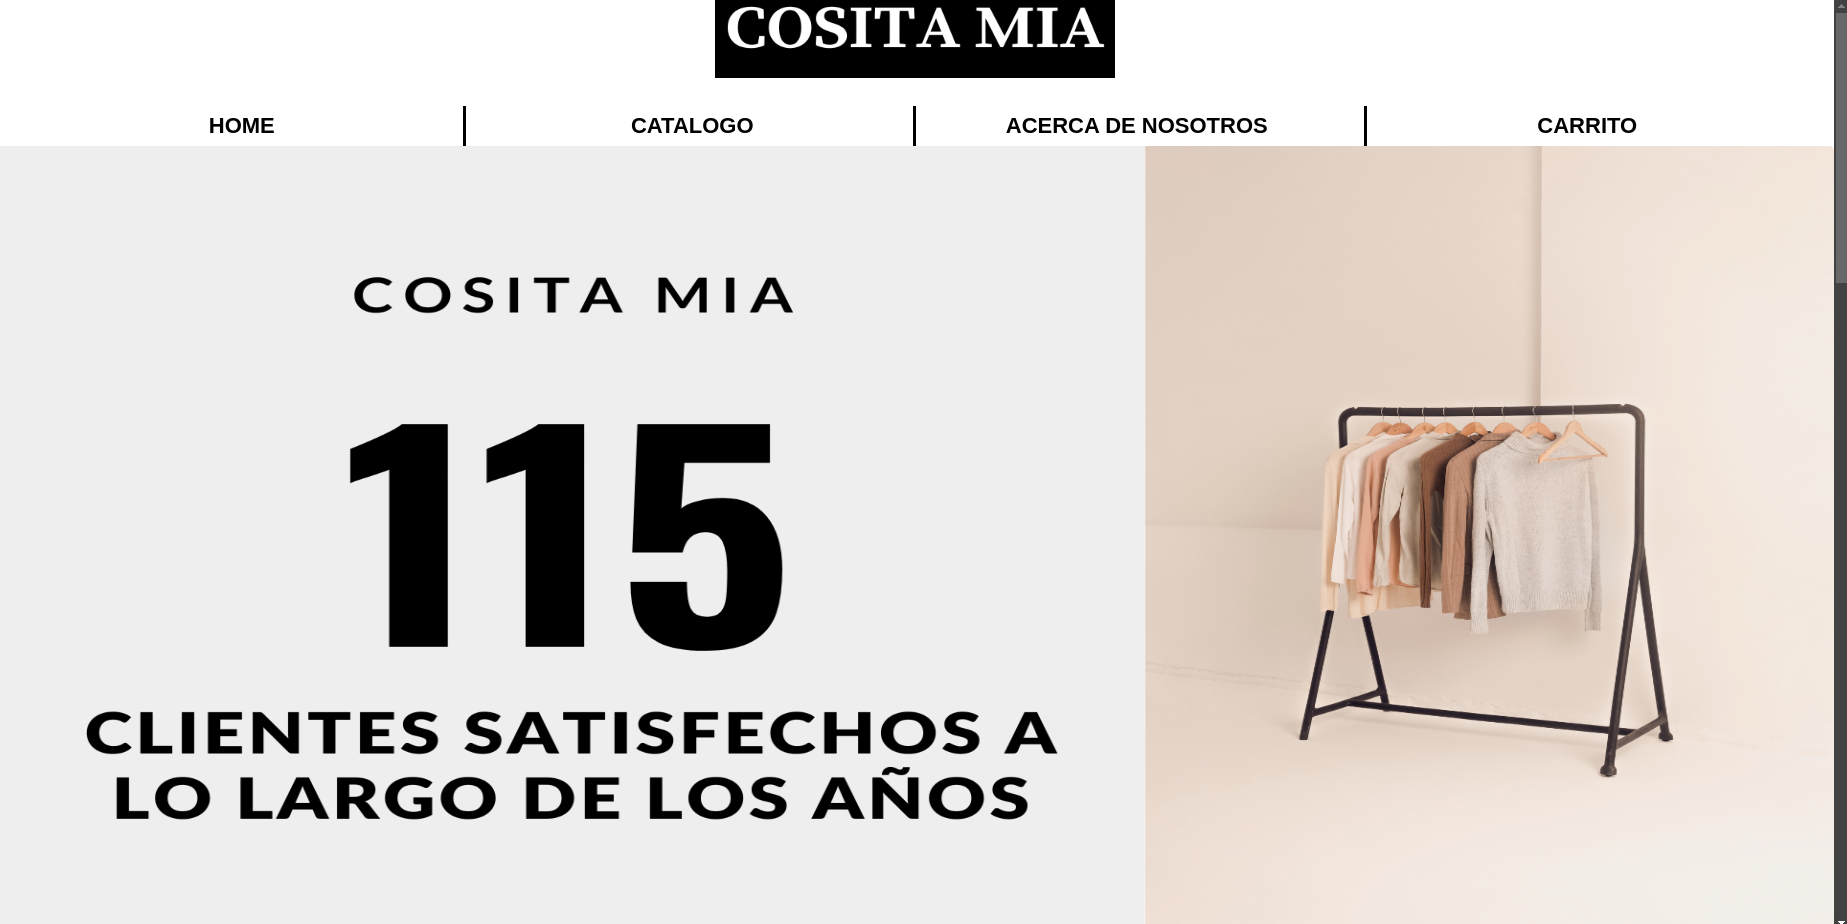 COSITA MIA
HOME
CATALOGO
ACERCA DE NOSOTROS
CARRITO
COSITA MIA
115
CLIENTES SATISFECHOS A
LO LARGO DE LOS AÑOS